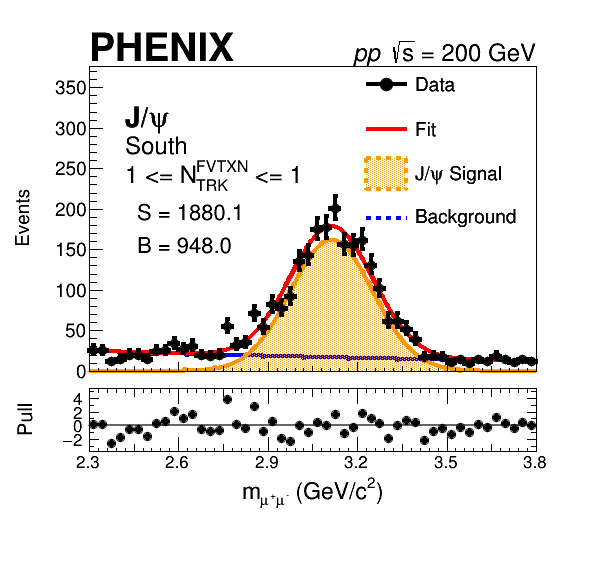 PHENIX
pp √s = 200 GeV
J/ψ
South
1 <= N_TRK^FVTXN <= 1
S = 1880.1
B = 948.0
Data
Fit
J/ψ Signal
Background
Events
350
300
250
200
150
100
50
0
Pull
4
2
0
−2
2.3 2.6 2.9 3.2 3.5 3.8
m_μ⁺μ⁻ (GeV/c²)